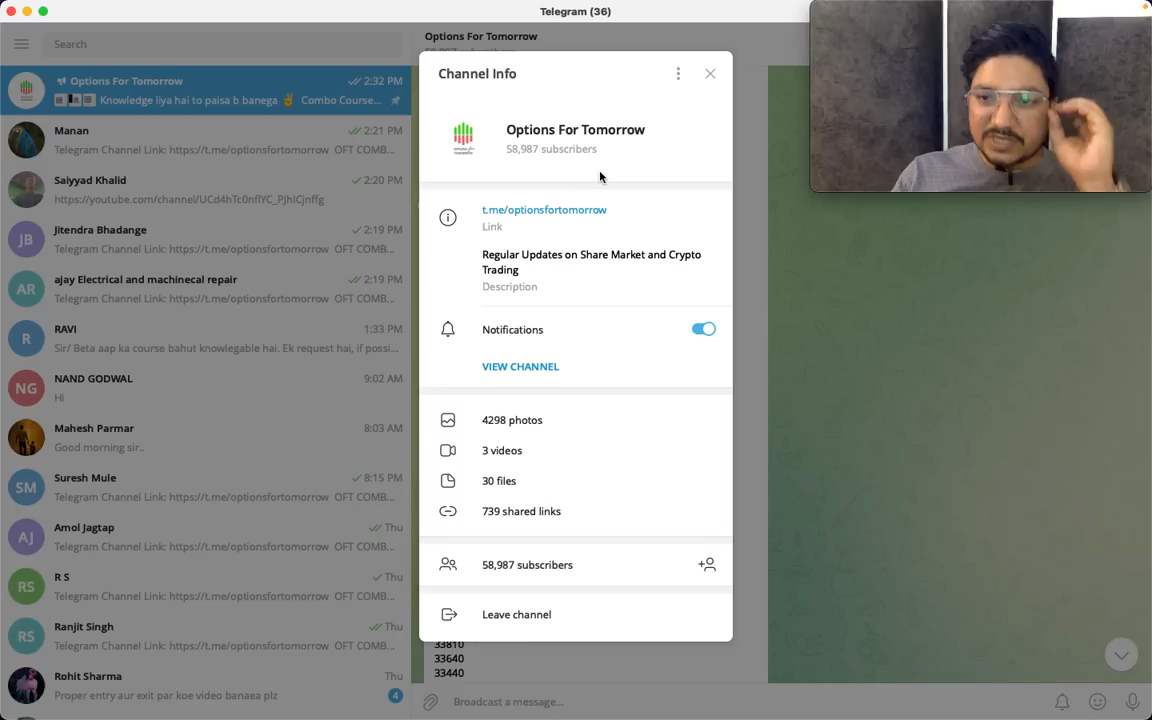 Telegram (36)
Search
Options For Tomorrow
Options For Tomorrow
2:32 PM
Knowledge liya hai to paisa b banega ✌ Combo Course...
Manan
2:21 PM
Telegram Channel Link: https://t.me/optionsfortomorrow OFT COMB...
Saiyyad Khalid
2:20 PM
https://youtube.com/channel/UCd4hTc0nflYC_PJhICjnffg
JB
Jitendra Bhadange
2:19 PM
Telegram Channel Link: https://t.me/optionsfortomorrow OFT COMB...
AR
ajay Electrical and machinecal repair
2:19 PM
Telegram Channel Link: https://t.me/optionsfortomorrow OFT COMB...
R
RAVI
1:33 PM
Sir/ Beta aap ka course bahut knowlegable hai. Ek request hai, if possi...
NG
NAND GODWAL
9:02 AM
Hi
Mahesh Parmar
8:03 AM
Good morning sir..
SM
Suresh Mule
8:15 PM
Telegram Channel Link: https://t.me/optionsfortomorrow OFT COMB...
AJ
Amol Jagtap
Thu
Telegram Channel Link: https://t.me/optionsfortomorrow OFT COMB...
RS
R S
Thu
Telegram Channel Link: https://t.me/optionsfortomorrow OFT COMB...
RS
Ranjit Singh
Thu
Telegram Channel Link: https://t.me/optionsfortomorrow OFT COMB...
Rohit Sharma
Thu
Proper entry aur exit par koe video banaea plz
4
Channel Info
Options For Tomorrow
58,987 subscribers
t.me/optionsfortomorrow
Link
Regular Updates on Share Market and Crypto
Trading
Description
Notifications
VIEW CHANNEL
4298 photos
3 videos
30 files
739 shared links
58,987 subscribers
Leave channel
33810
33640
33440
Broadcast a message...